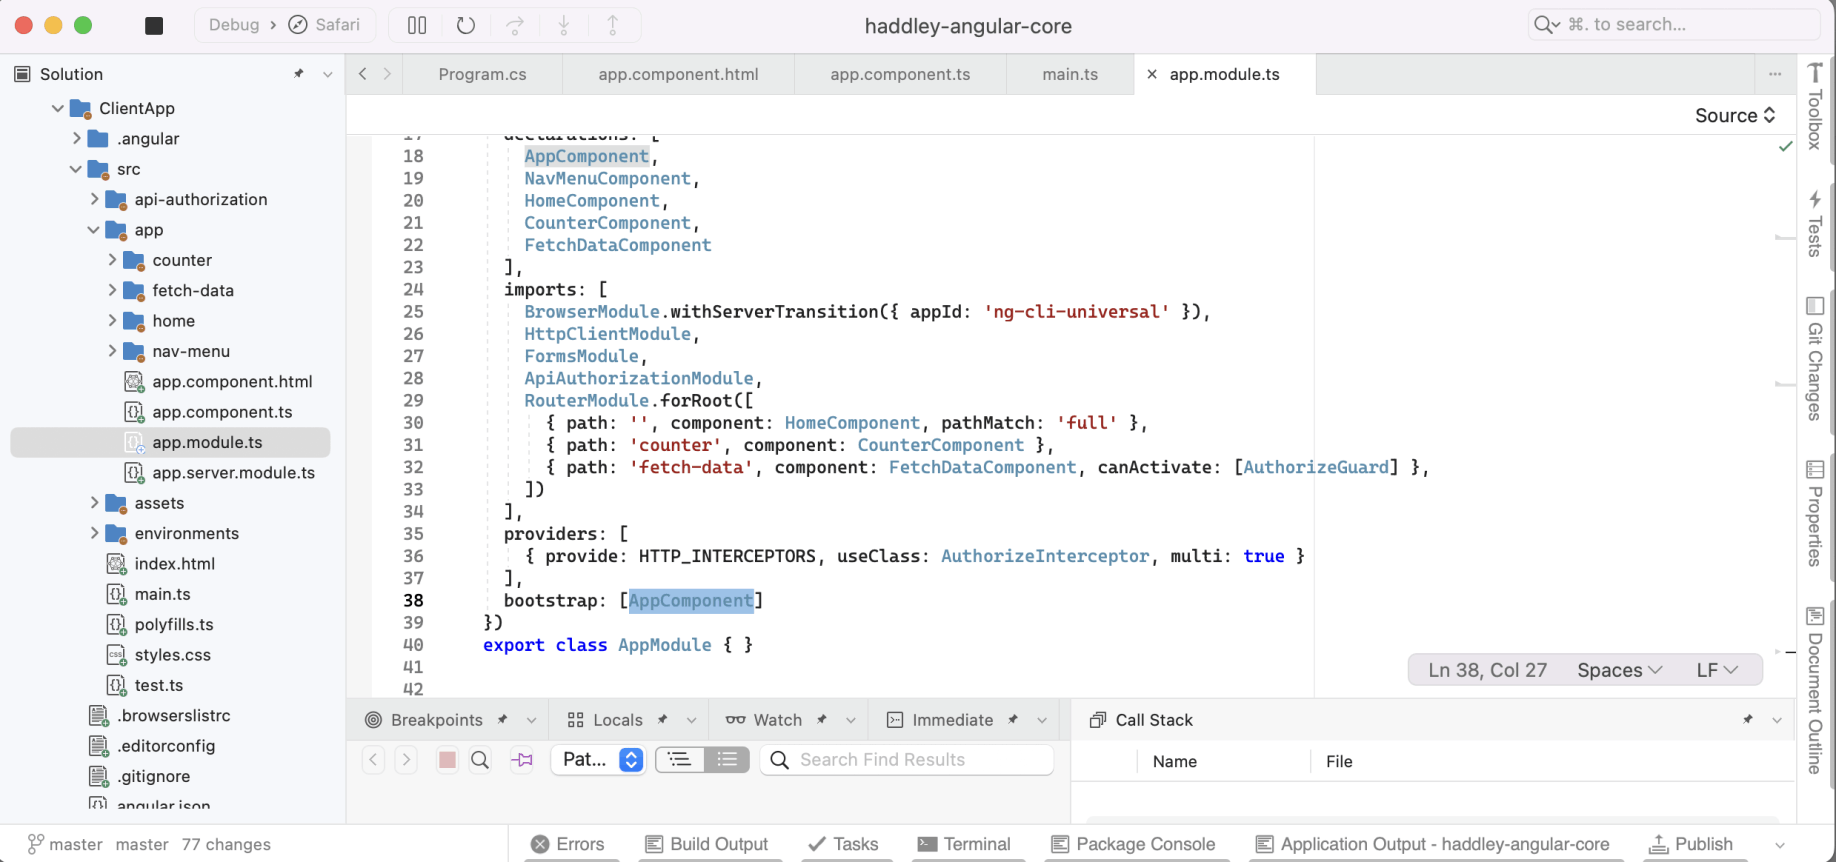 Debug › Safari
haddley-angular-core
⌘. to search...
Solution
Program.cs
app.component.html
app.component.ts
main.ts
× app.module.ts
Source
ClientApp
.angular
src
api-authorization
app
counter
fetch-data
home
nav-menu
app.component.html
app.component.ts
app.module.ts
app.server.module.ts
assets
environments
index.html
main.ts
polyfills.ts
styles.css
test.ts
.browserslistrc
.editorconfig
.gitignore
angular.json
17 declarations: [
18 AppComponent,
19 NavMenuComponent,
20 HomeComponent,
21 CounterComponent,
22 FetchDataComponent
23 ],
24 imports: [
25 BrowserModule.withServerTransition({ appId: 'ng-cli-universal' }),
26 HttpClientModule,
27 FormsModule,
28 ApiAuthorizationModule,
29 RouterModule.forRoot([
30 { path: '', component: HomeComponent, pathMatch: 'full' },
31 { path: 'counter', component: CounterComponent },
32 { path: 'fetch-data', component: FetchDataComponent, canActivate: [AuthorizeGuard] },
33 ])
34 ],
35 providers: [
36 { provide: HTTP_INTERCEPTORS, useClass: AuthorizeInterceptor, multi: true }
37 ],
38 bootstrap: [AppComponent]
39 })
40 export class AppModule { }
41
42
Ln 38, Col 27 Spaces LF
Toolbox
Tests
Git Changes
Properties
Document Outline
Breakpoints
Locals
Watch
Immediate
Call Stack
Pat...
Search Find Results
Name
File
master master 77 changes
Errors
Build Output
Tasks
Terminal
Package Console
Application Output - haddley-angular-core
Publish